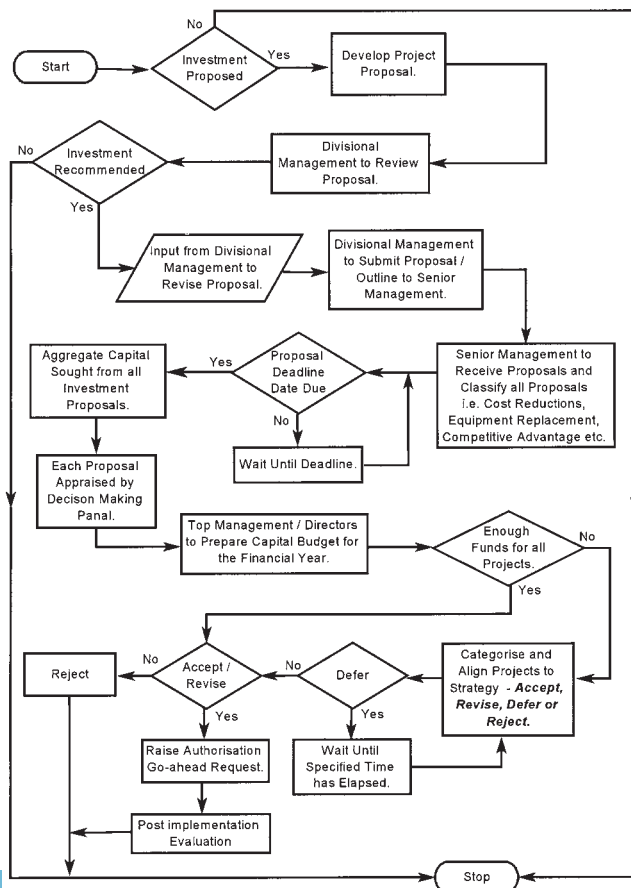 No
Start
Investment
Proposed
Yes
Develop Project
Proposal.
No
Investment
Recommended
Divisional
Management to Review
Proposal.
Yes
Input from Divisional
Management to
Revise Proposal.
Divisional Management
to Submit Proposal /
Outline to Senior
Management.
Aggregate Capital
Sought from all
Investment
Proposals.
Yes
Proposal
Deadline
Date Due
Senior Management to
Receive Proposals and
Classify all Proposals
i.e. Cost Reductions,
Equipment Replacement,
Competitive Advantage etc.
No
Wait Until Deadline.
Each Proposal
Appraised by
Decison Making
Panal.
Top Management / Directors
to Prepare Capital Budget for
the Financial Year.
Enough
Funds for all
Projects.
No
Yes
Reject
No
Accept /
Revise
No
Defer
Categorise and
Align Projects to
Strategy - Accept,
Revise, Defer or
Reject.
Yes
Yes
Raise Authorisation
Go-ahead Request.
Wait Until
Specified Time
has Elapsed.
Post implementation
Evaluation
Stop